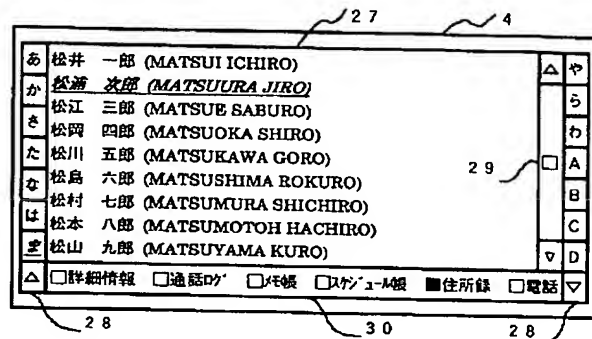 27
4
あ
か
さ
た
な
は
ま
△
松井 一郎 (MATSUI ICHIRO)
松浦 次郎 (MATSUURA JIRO)
松江 三郎 (MATSUE SABURO)
松岡 四郎 (MATSUOKA SHIRO)
松川 五郎 (MATSUKAWA GORO)
松島 六郎 (MATSUSHIMA ROKURO)
松村 七郎 (MATSUMURA SHICHIRO)
松本 八郎 (MATSUMOTOH HACHIRO)
松山 九郎 (MATSUYAMA KURO)
△
29
▽
や
ら
わ
A
B
C
D
▽
□詳細情報 □通話ログ □メモ帳 □スケジュール帳 ■住所録 □電話
28
30
28